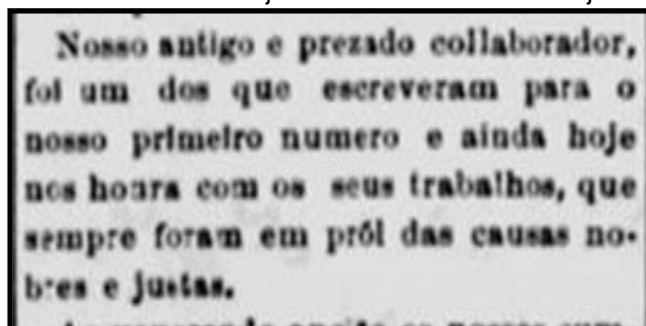 Nosso antigo e prezado collaborador,
foi um dos que escreveram para o
nosso primeiro numero e ainda hoje
nos honra com os seus trabalhos, que
sempre foram em pról das causas no-
bres e justas.